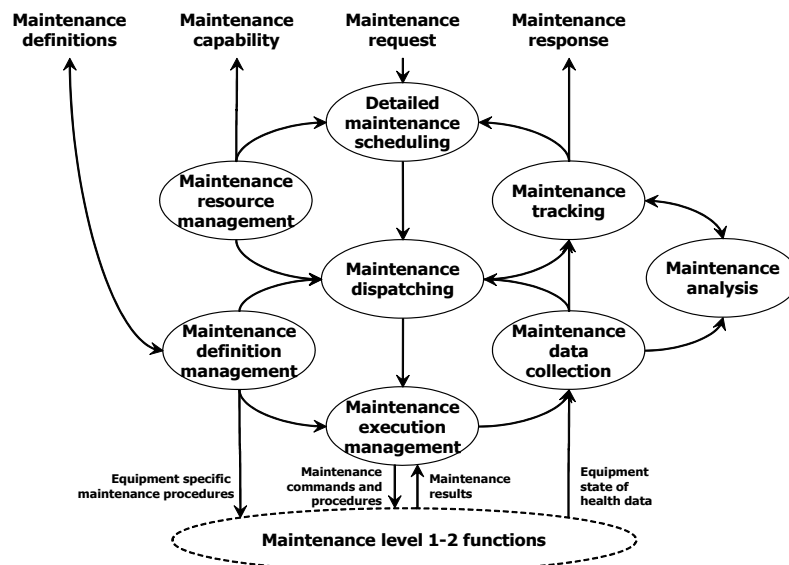 Maintenance
definitions
Maintenance
capability
Maintenance
request
Maintenance
response
Detailed
maintenance
scheduling
Maintenance
resource
management
Maintenance
tracking
Maintenance
dispatching
Maintenance
analysis
Maintenance
definition
management
Maintenance
data
collection
Maintenance
execution
management
Equipment specific
maintenance procedures
Maintenance
commands and
procedures
Maintenance
results
Equipment
state of
health data
Maintenance level 1-2 functions